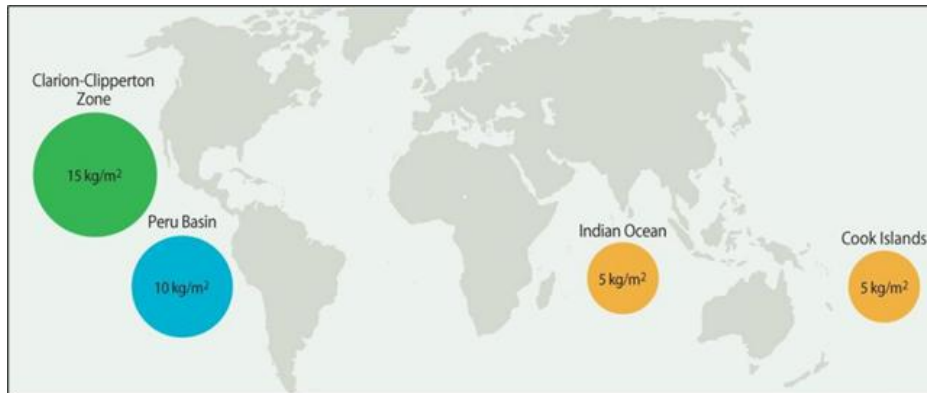 Clarion-Clipperton
Zone
15 kg/m²
Peru Basin
10 kg/m²
Indian Ocean
5 kg/m²
Cook Islands
5 kg/m²